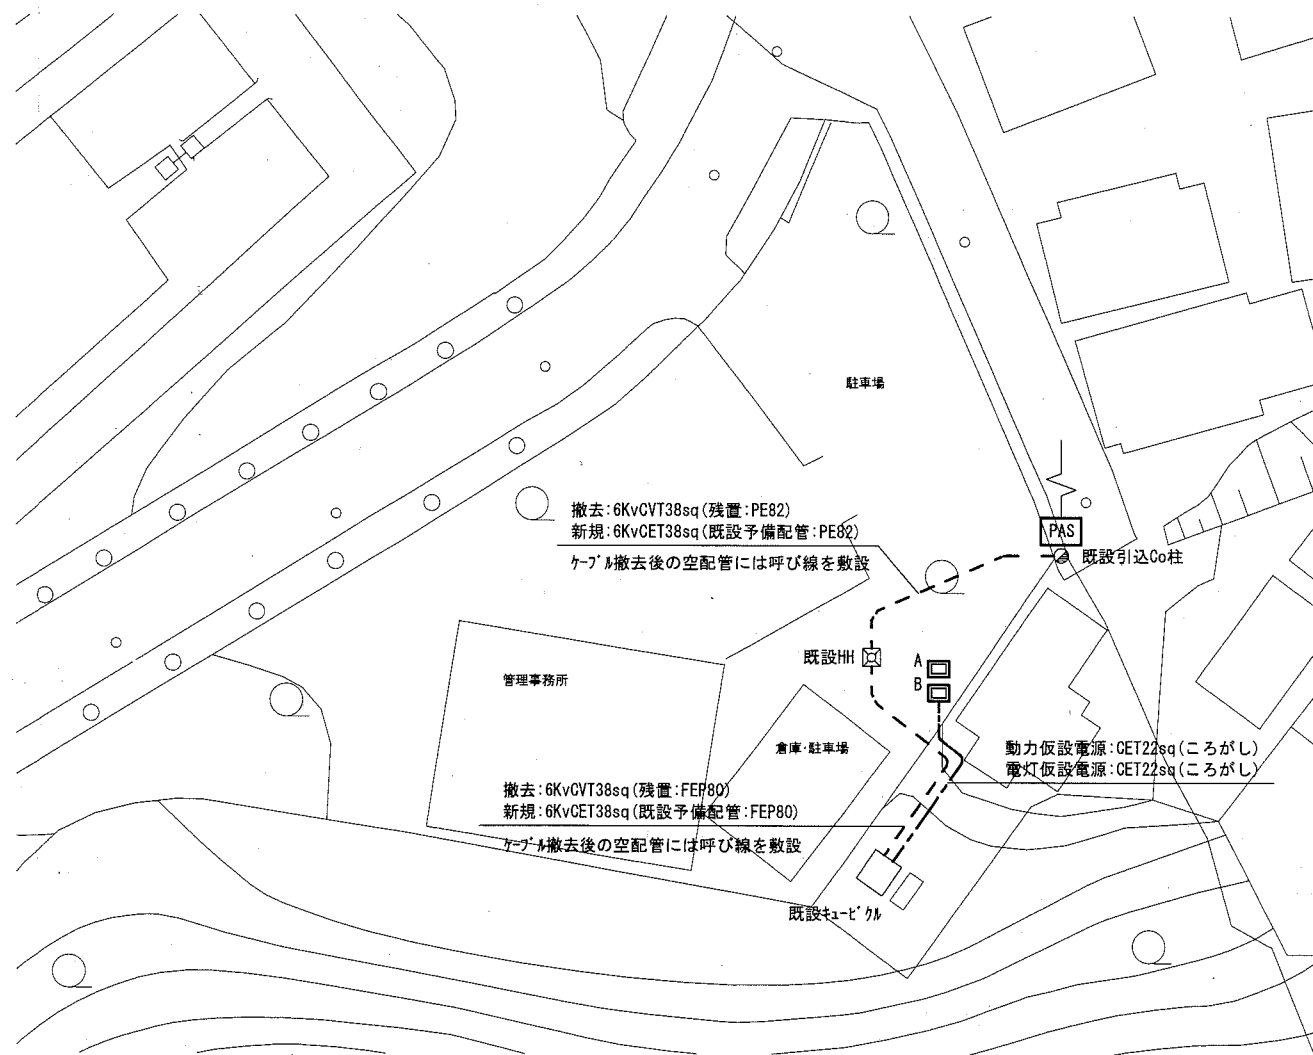 駐車場
撤去:6KvCVT38sq(残置:PE82)
新規:6KvCET38sq(既設予備配管:PE82)
ケーブル撤去後の空配管には呼び線を敷設
PAS
既設引込Co柱
既設HH
A
B
管理事務所
倉庫・駐車場
動力仮設電源:CET22sq(ころがし)
電灯仮設電源:CET22sq(ころがし)
撤去:6KvCVT38sq(残置:FEP80)
新規:6KvCET38sq(既設予備配管:FEP80)
ケーブル撤去後の空配管には呼び線を敷設
既設キュービクル